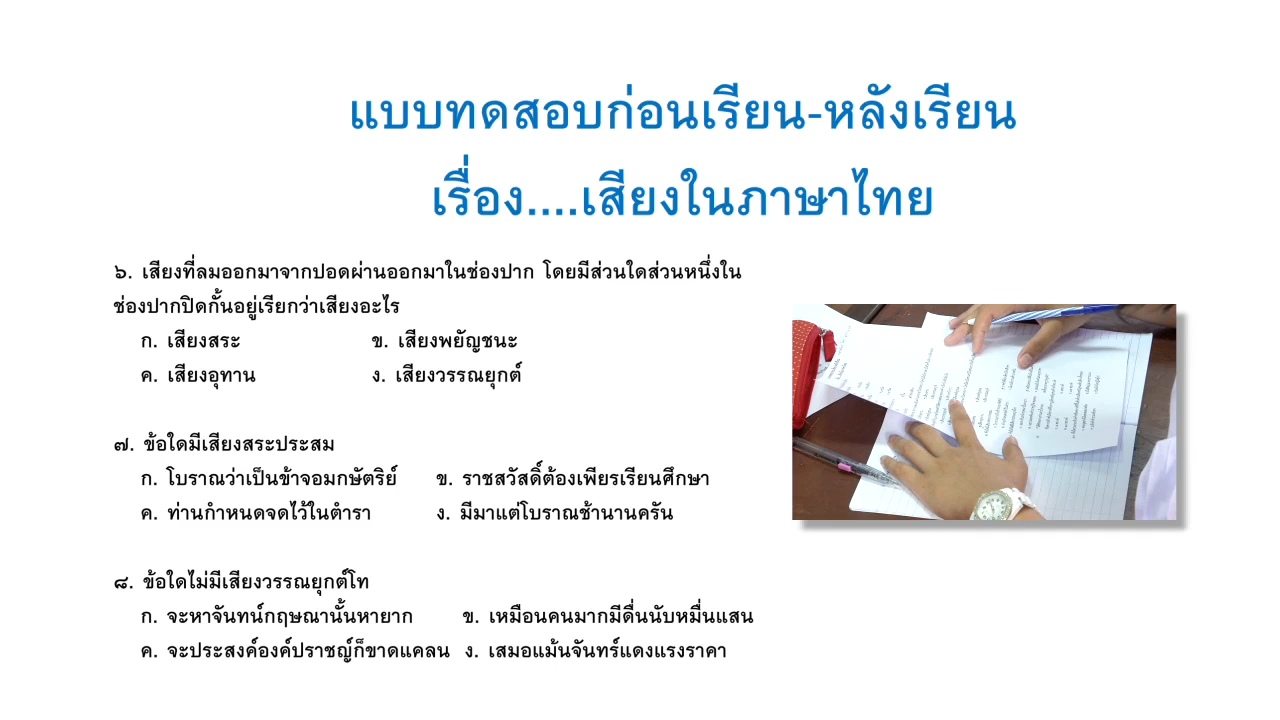 แบบทดสอบก่อนเรียน-หลังเรียน
เรื่อง....เสียงในภาษาไทย
๖. เสียงที่ลมออกมาจากปอดผ่านออกมาในช่องปาก โดยมีส่วนใดส่วนหนึ่งใน
ช่องปากปิดกั้นอยู่เรียกว่าเสียงอะไร
ก. เสียงสระ ข. เสียงพยัญชนะ
ค. เสียงอุทาน ง. เสียงวรรณยุกต์
๗. ข้อใดมีเสียงสระประสม
ก. โบราณว่าเป็นข้าจอมกษัตริย์ ข. ราชสวัสดิ์ต้องเพียรเรียนศึกษา
ค. ท่านกำหนดจดไว้ในตำรา ง. มีมาแต่โบราณช้านานครัน
๘. ข้อใดไม่มีเสียงวรรณยุกต์โท
ก. จะหาจันทน์กฤษณานั้นหายาก ข. เหมือนคนมากมีดื่นนับหมื่นแสน
ค. จะประสงค์องค์ปราชญ์ก็ขาดแคลน ง. เสมอแม้นจันทร์แดงแรงราคา